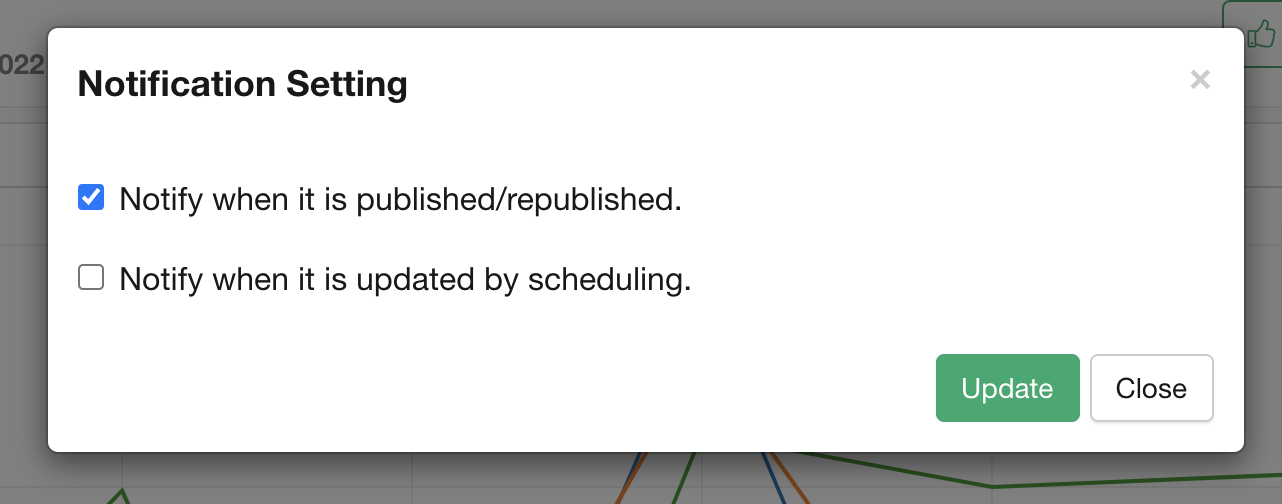 022
Notification Setting
×
Notify when it is published/republished.
Notify when it is updated by scheduling.
Update Close